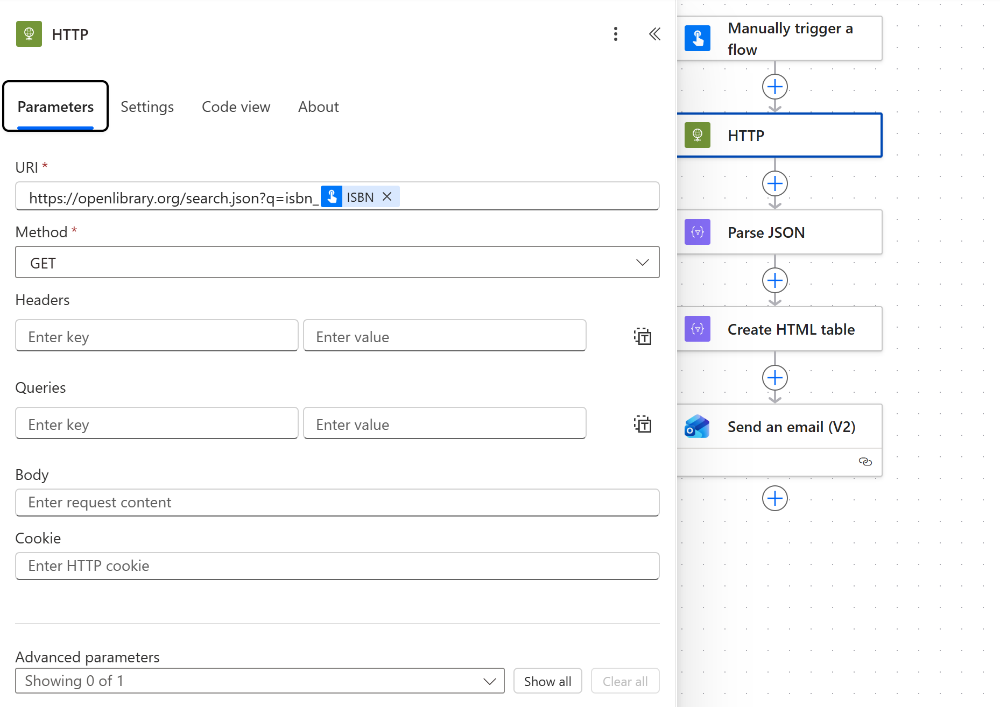 HTTP
Parameters Settings Code view About
URI *
https://openlibrary.org/search.json?q=isbn_ ISBN
Method *
GET
Headers
Enter key Enter value
Queries
Enter key Enter value
Body
Enter request content
Cookie
Enter HTTP cookie
Advanced parameters
Showing 0 of 1 Show all Clear all
Manually trigger a
flow
HTTP
Parse JSON
Create HTML table
Send an email (V2)